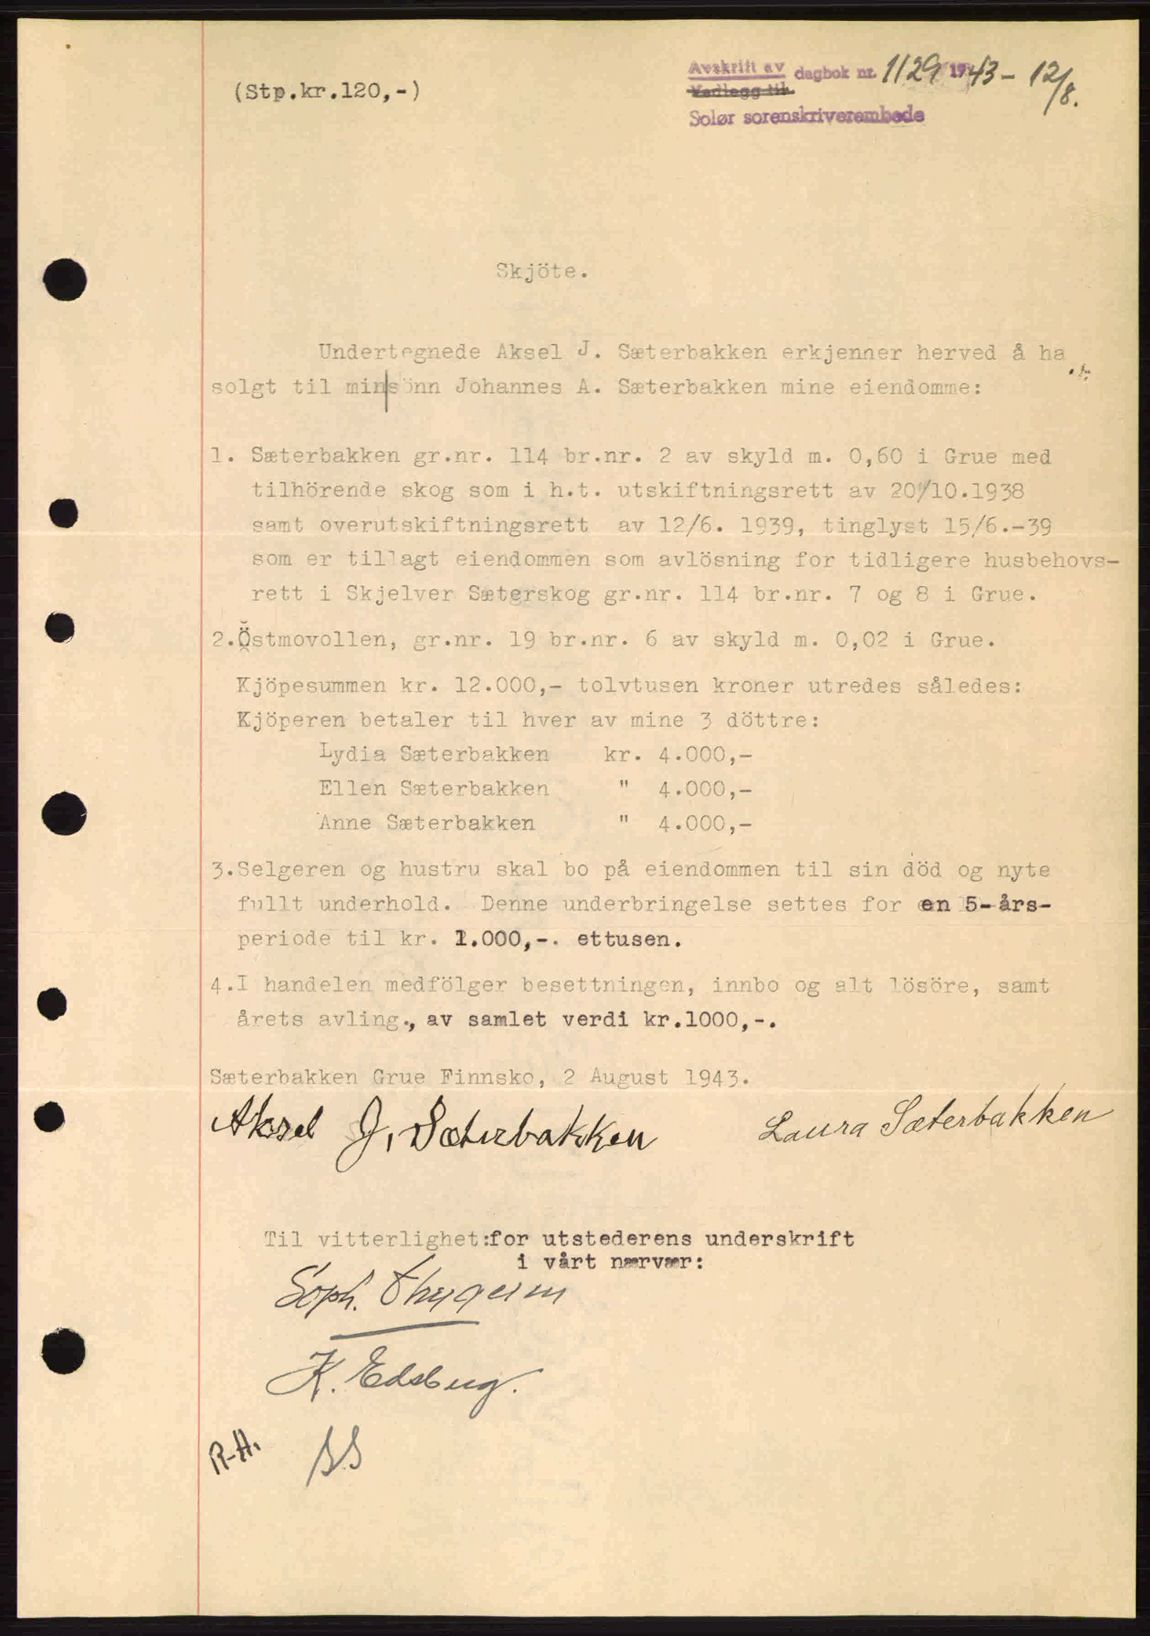 (Stp.kr.120,-)
Avskrift av dagbok nr. 1129 1943 - 12/8.
Vedlegg til
Solør sorenskriverembede
Skjöte.
Undertegnede Aksel J. Sæterbakken erkjenner herved å ha
solgt til min|sönn Johannes A. Sæterbakken mine eiendomme:
1. Sæterbakken gr.nr. 114 br.nr. 2 av skyld m. 0,60 i Grue med
tilhörende skog som i h.t. utskiftningsrett av 20/10.1938
samt overutskiftningsrett av 12/6. 1939, tinglyst 15/6.-39
som er tillagt eiendommen som avlösning for tidligere husbehovs-
rett i Skjelver Sæterskog gr.nr. 114 br.nr. 7 og 8 i Grue.
2.Östmovollen, gr.nr. 19 br.nr. 6 av skyld m. 0,02 i Grue.
Kjöpesummen kr. 12.000,- tolvtusen kroner utredes således:
Kjöperen betaler til hver av mine 3 döttre:
Lydia Sæterbakken kr. 4.000,-
Ellen Sæterbakken " 4.000,-
Anne Sæterbakken " 4.000,-
3.Selgeren og hustru skal bo på eiendommen til sin död og nyte
fullt underhold. Denne underbringelse settes for en 5-års-
periode til kr. 1.000,-. ettusen.
4.I handelen medfölger besettningen, innbo og alt lösöre, samt
årets avling., av samlet verdi kr.1000,-.
Sæterbakken Grue Finnsko, 2 August 1943.
Aksel J, Sæterbakken Laura Sæterbakken
Til vitterlighet:for utstederens underskrift
i vårt nærvær:
Soph.
K. Edsberg.
R-H.